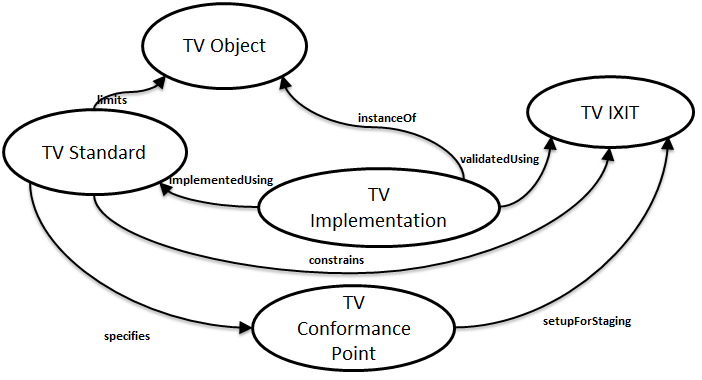 TV Object
limits
instanceOf
TV IXIT
TV Standard
validatedUsing
implementedUsing
TV
Implementation
constrains
TV
Conformance
Point
specifies
setupForStaging